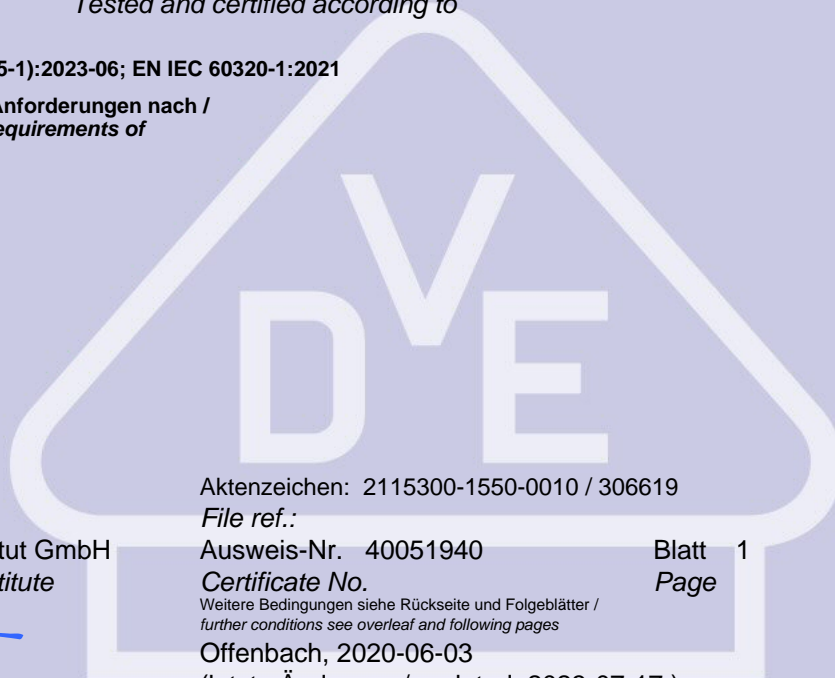 Tested and certified according to
5-1):2023-06; EN IEC 60320-1:2021
Anforderungen nach /
equirements of
DVE
Aktenzeichen: 2115300-1550-0010 / 306619
File ref.:
tut GmbH
titute
Ausweis-Nr. 40051940 Blatt 1
Certificate No. Page
Weitere Bedingungen siehe Rückseite und Folgeblätter /
further conditions see overleaf and following pages
Offenbach, 2020-06-03